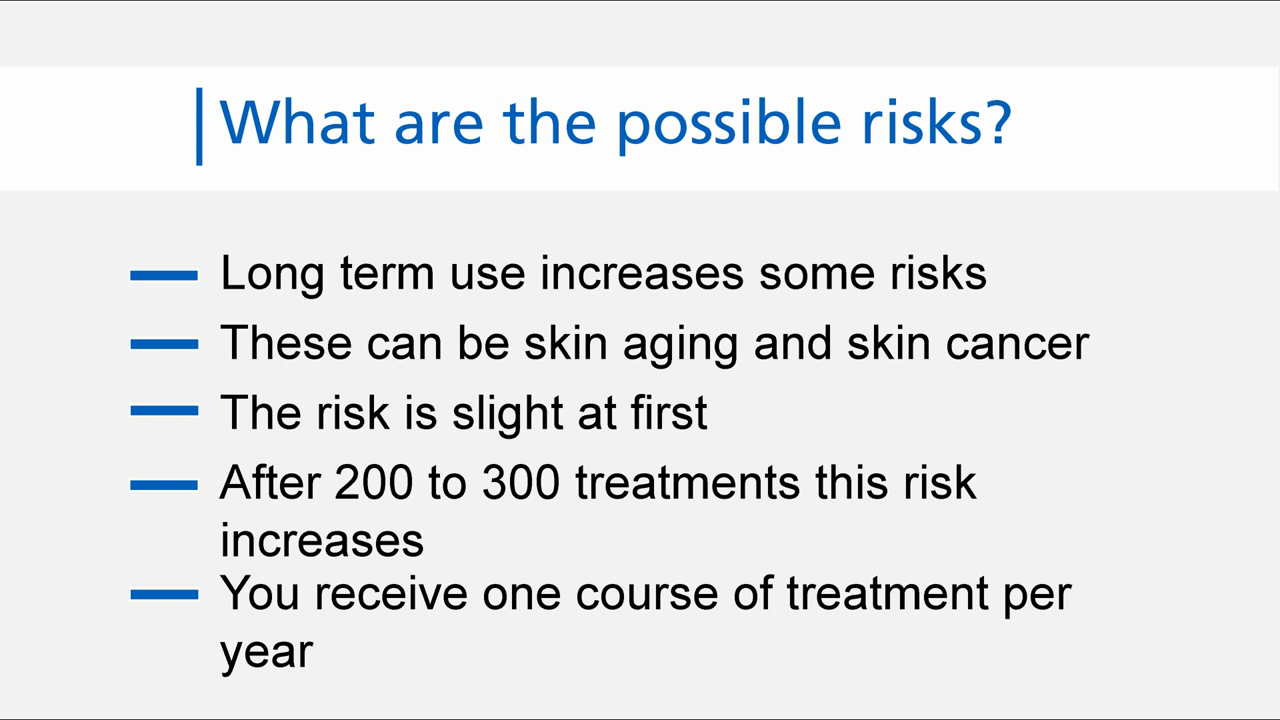 What are the possible risks?
Long term use increases some risks
These can be skin aging and skin cancer
The risk is slight at first
After 200 to 300 treatments this risk
increases
You receive one course of treatment per
year